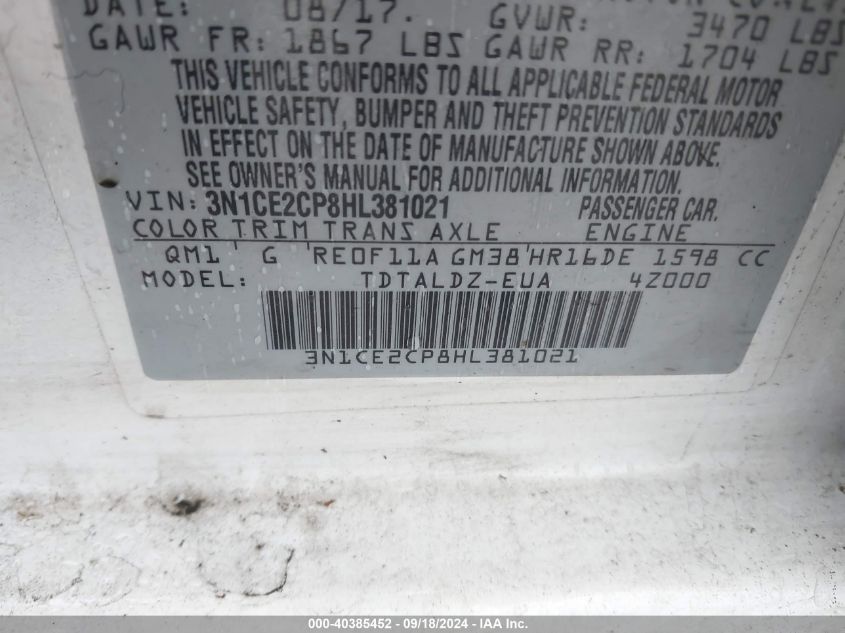 DATE: 08/17. GVWR: 3470 LBS
GAWR FR: 1867 LBS GAWR RR: 1704 LBS
THIS VEHICLE CONFORMS TO ALL APPLICABLE FEDERAL MOTOR
VEHICLE SAFETY, BUMPER AND THEFT PREVENTION STANDARDS
IN EFFECT ON THE DATE OF MANUFACTURE SHOWN ABOVE.
SEE OWNER'S MANUAL FOR ADDITIONAL INFORMATION.
VIN: 3N1CE2CP8HL381021 PASSENGER CAR.
COLOR TRIM TRANS AXLE ENGINE
QM1 G RE0F11A GM38 HR16DE 1598 CC
MODEL: TDTALDZ-EUA 4Z000
3N1CE2CP8HL381021
000-40385452 - 09/18/2024 - IAA Inc.